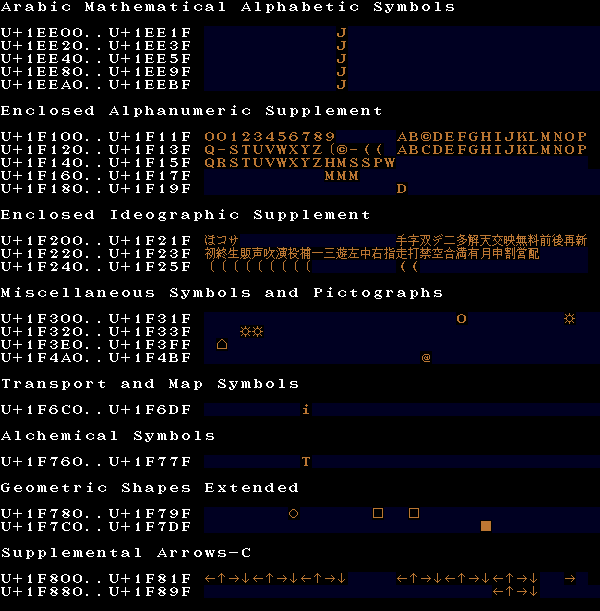 Arabic Mathematical Alphabetic Symbols
U+1EE00..U+1EE1F J
U+1EE20..U+1EE3F J
U+1EE40..U+1EE5F J
U+1EE80..U+1EE9F J
U+1EEA0..U+1EEBF J
Enclosed Alphanumeric Supplement
U+1F100..U+1F11F 00123456789 AB©DEFGHIJKLMNOP
U+1F120..U+1F13F Q-STUVWXYZ〔©-(( ABCDEFGHIJKLMNOP
U+1F140..U+1F15F QRSTUVWXYZHMSSPW
U+1F160..U+1F17F MMM
U+1F180..U+1F19F D
Enclosed Ideographic Supplement
U+1F200..U+1F21F ほコサ 手字双デ二多解天交映無料前後再新
U+1F220..U+1F23F 初終生販声吹演投捕一三遊左中右指走打禁空合満有月申割営配
U+1F240..U+1F25F ((((((((( ((
Miscellaneous Symbols and Pictographs
U+1F300..U+1F31F O ☼
U+1F320..U+1F33F ☼☼
U+1F3E0..U+1F3FF ⌂
U+1F4A0..U+1F4BF @
Transport and Map Symbols
U+1F6C0..U+1F6DF i
Alchemical Symbols
U+1F760..U+1F77F T
Geometric Shapes Extended
U+1F780..U+1F79F ○ □ □
U+1F7C0..U+1F7DF ■
Supplemental Arrows-C
U+1F800..U+1F81F ←↑→↓←↑→↓←↑→↓ ←↑→↓←↑→↓←↑→↓ →
U+1F880..U+1F89F ←↑→↓